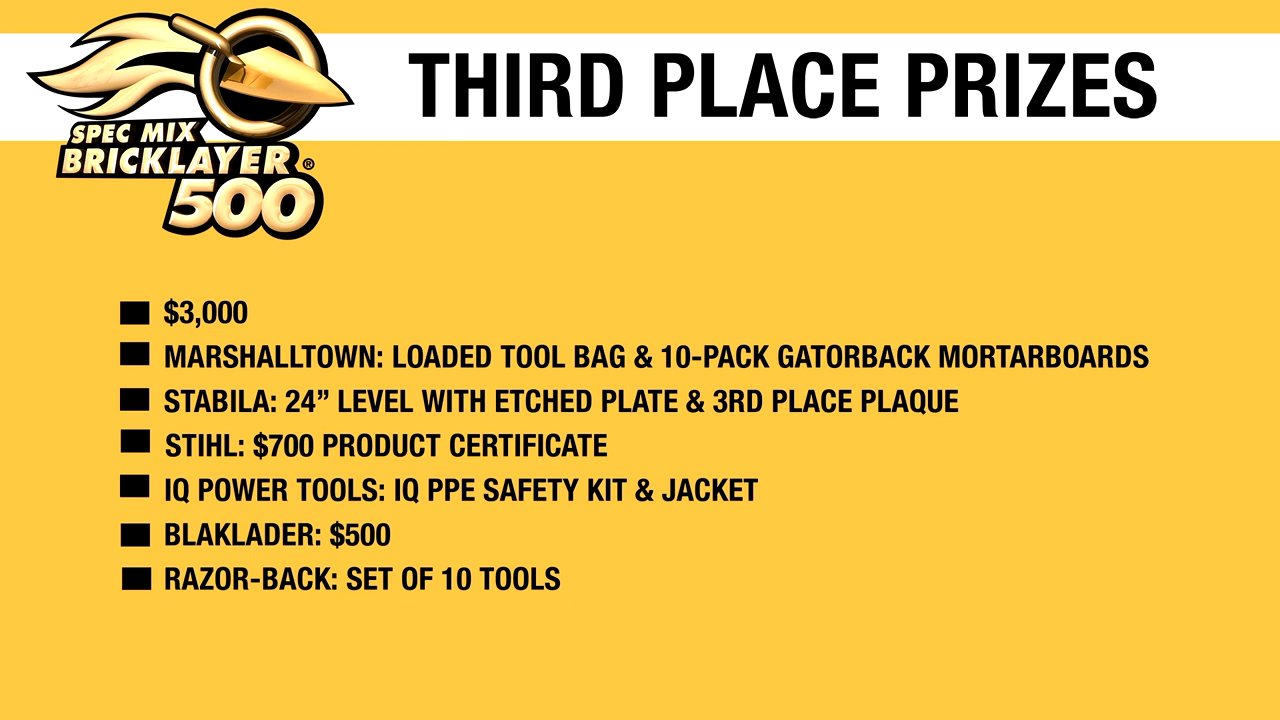 THIRD PLACE PRIZES
SPEC MIX
BRICKLAYER®
500
$3,000
MARSHALLTOWN: LOADED TOOL BAG & 10-PACK GATORBACK MORTARBOARDS
STABILA: 24” LEVEL WITH ETCHED PLATE & 3RD PLACE PLAQUE
STIHL: $700 PRODUCT CERTIFICATE
IQ POWER TOOLS: IQ PPE SAFETY KIT & JACKET
BLAKLADER: $500
RAZOR-BACK: SET OF 10 TOOLS